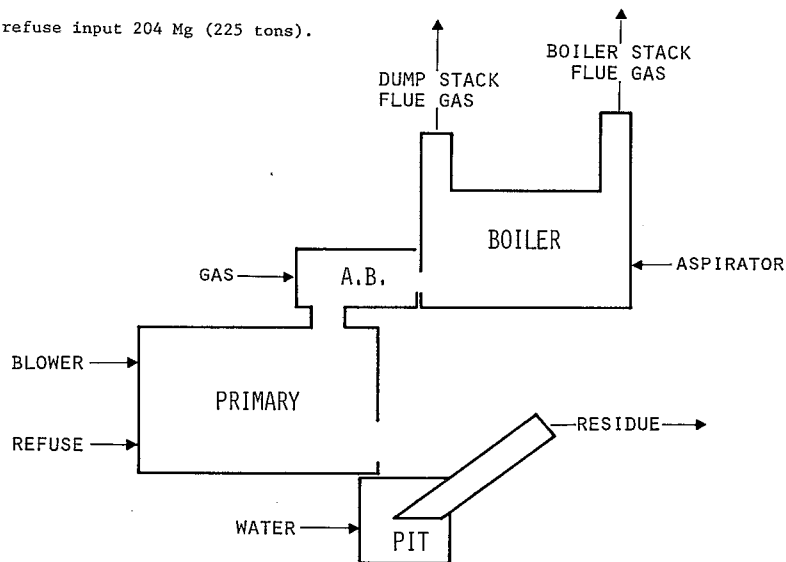 refuse input 204 Mg (225 tons).
DUMP STACK
FLUE GAS
BOILER STACK
FLUE GAS
BOILER
GAS
A.B.
ASPIRATOR
BLOWER
PRIMARY
REFUSE
RESIDUE
WATER
PIT